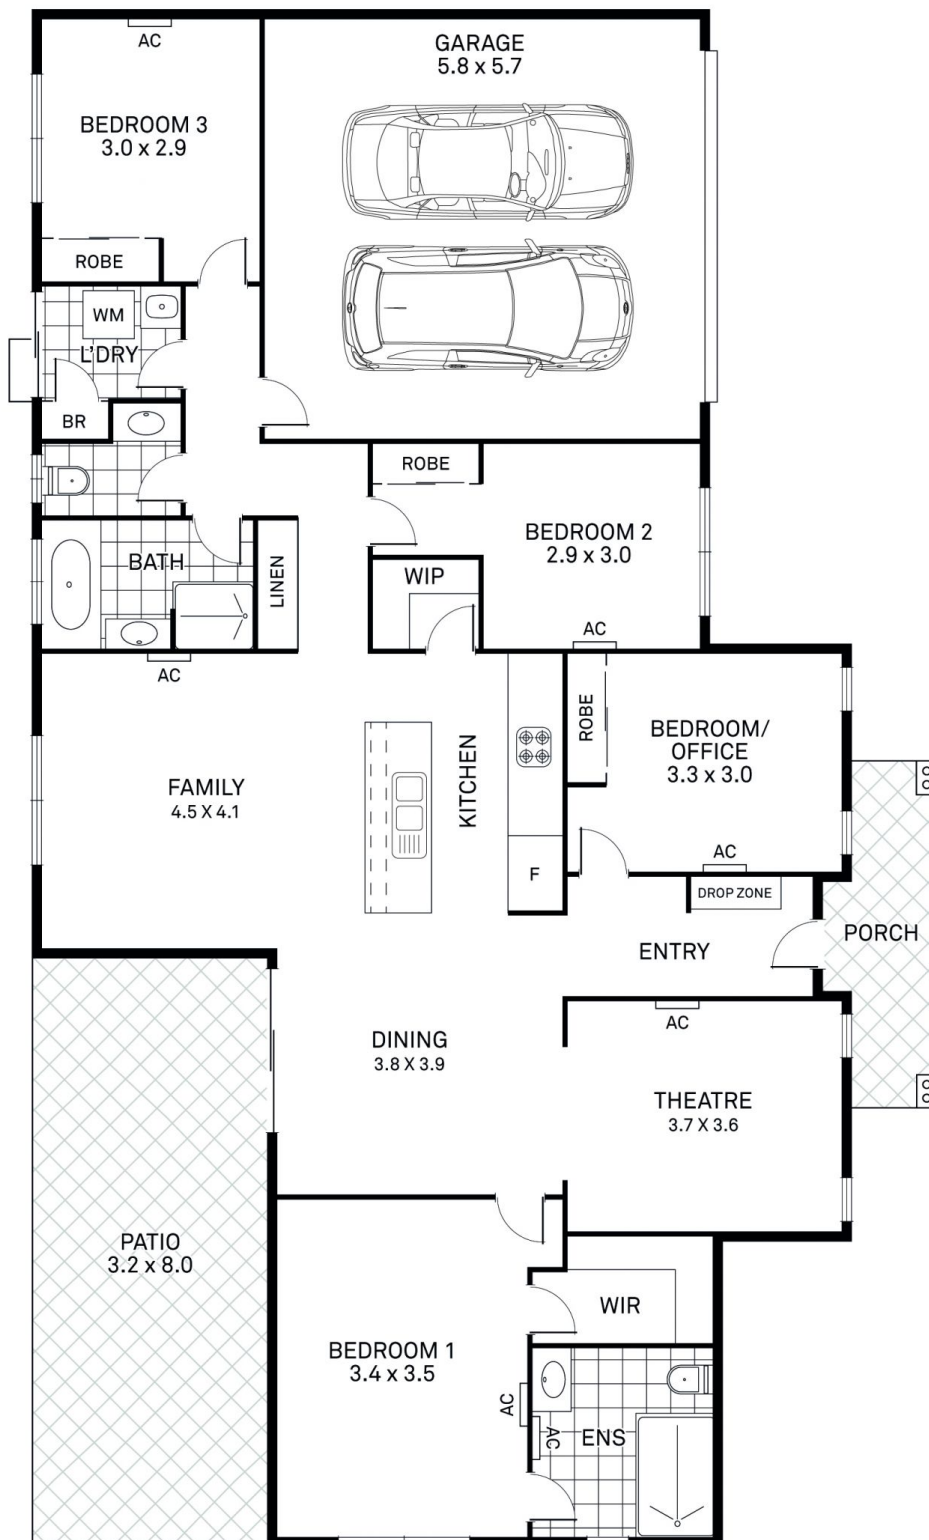 AC
GARAGE
5.8 x 5.7
BEDROOM 3
3.0 x 2.9
ROBE
WM
L'DRY
BR
ROBE
BEDROOM 2
2.9 x 3.0
BATH
LINEN
WIP
AC
AC
ROBE
BEDROOM/
OFFICE
3.3 x 3.0
KITCHEN
FAMILY
4.5 X 4.1
AC
F
DROP ZONE
PORCH
ENTRY
AC
DINING
3.8 X 3.9
THEATRE
3.7 X 3.6
PATIO
3.2 x 8.0
WIR
BEDROOM 1
3.4 x 3.5
AC
AC
ENS